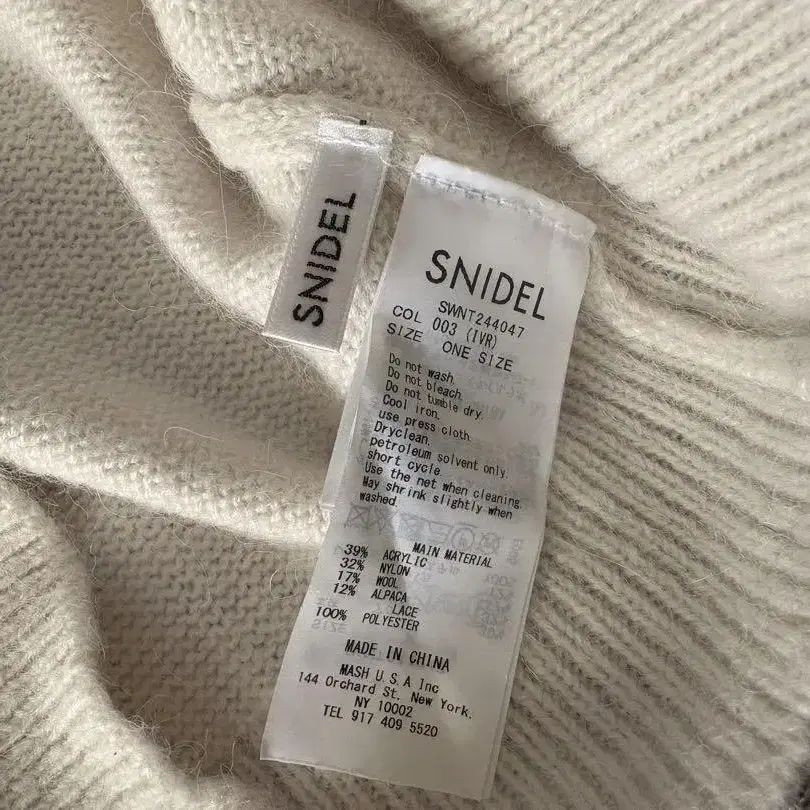 SNIDEL
SNIDEL
SWNT244047
COL 003 (IVR)
SIZE ONE SIZE
Do not wash.
Do not bleach.
Do not tumble dry.
Cool iron.
use press cloth.
Dryclean.
petroleum solvent only.
short cycle.
Use the net when cleaning.
May shrink slightly when
washed.
MAIN MATERIAL
39% ACRYLIC
32% NYLON
17% WOOL
12% ALPACA
LACE
100% POLYESTER
MADE IN CHINA
MASH U.S.A Inc
144 Orchard St. New York.
NY 10002
TEL 917 409 5520